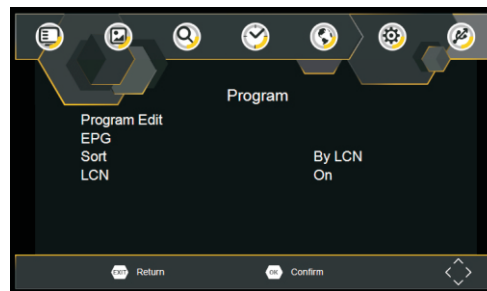 Program
Program Edit
EPG
Sort By LCN
LCN On
EXIT Return OK Confirm